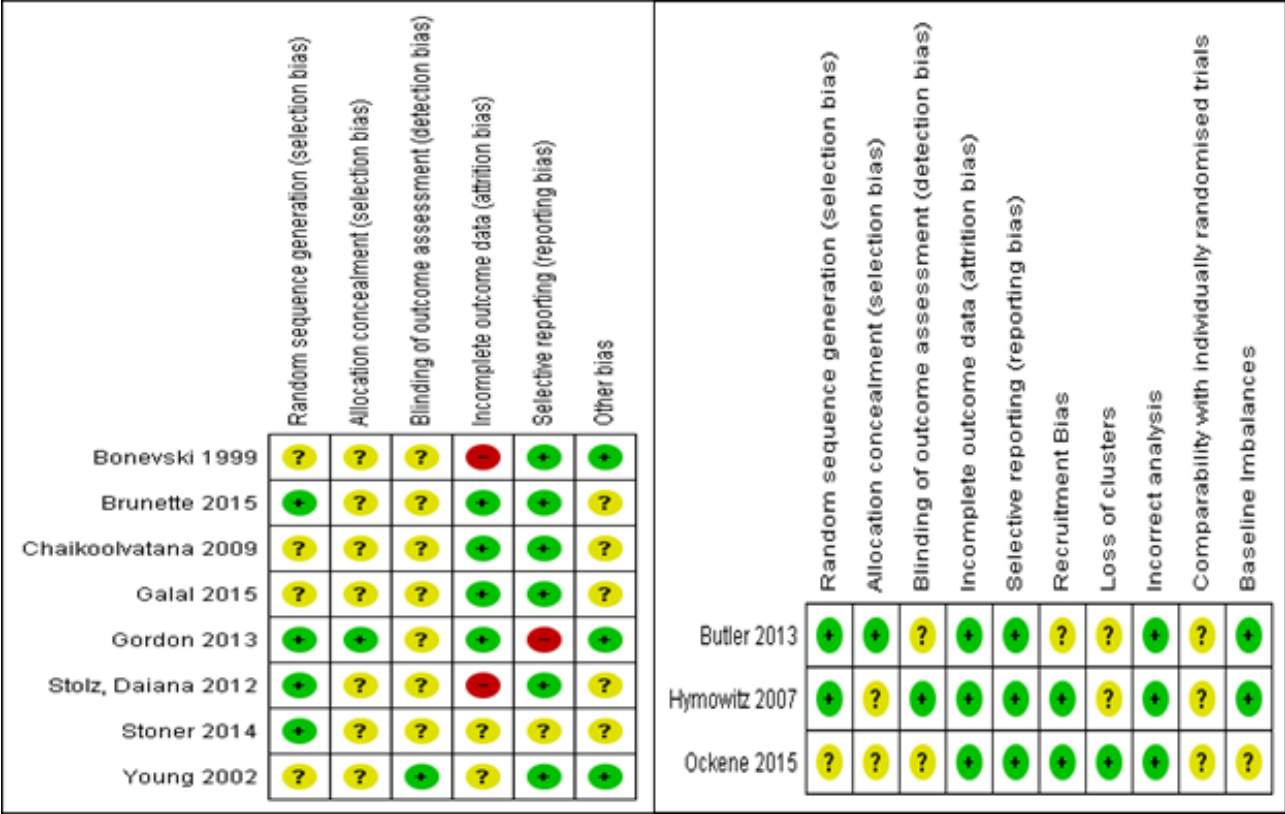 Random sequence generation (selection bias)
Allocation concealment (selection bias)
Blinding of outcome assessment (detection bias)
Incomplete outcome data (attrition bias)
Selective reporting (reporting bias)
Other bias
Bonevski 1999 ? ? ? - + +
Brunette 2015 + ? ? + + ?
Chaikoolvatana 2009 ? ? ? + + ?
Galal 2015 ? ? ? + + ?
Gordon 2013 + + ? + - +
Stolz, Daiana 2012 + ? ? - + ?
Stoner 2014 + ? ? ? ? ?
Young 2002 ? ? + ? + +
Random sequence generation (selection bias)
Allocation concealment (selection bias)
Blinding of outcome assessment (detection bias)
Incomplete outcome data (attrition bias)
Selective reporting (reporting bias)
Recruitment Bias
Loss of clusters
Incorrect analysis
Comparability with individually randomised trials
Baseline Imbalances
Butler 2013 + + ? + + ? ? + ? +
Hymowitz 2007 + ? + + + + ? + ? +
Ockene 2015 ? ? ? + + + + + ? ?